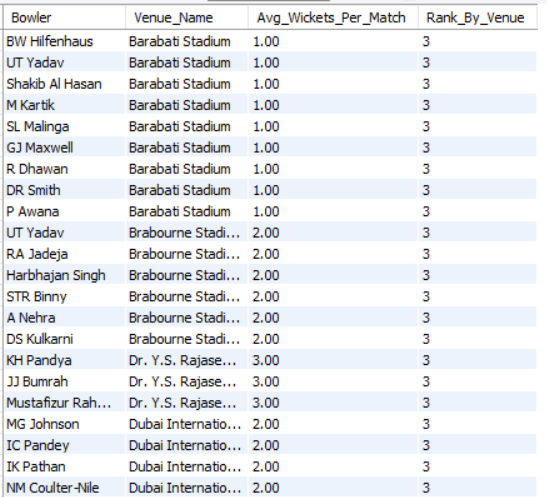 Bowler Venue_Name Avg_Wickets_Per_Match Rank_By_Venue
BW Hilfenhaus Barabati Stadium 1.00 3
UT Yadav Barabati Stadium 1.00 3
Shakib Al Hasan Barabati Stadium 1.00 3
M Kartik Barabati Stadium 1.00 3
SL Malinga Barabati Stadium 1.00 3
GJ Maxwell Barabati Stadium 1.00 3
R Dhawan Barabati Stadium 1.00 3
DR Smith Barabati Stadium 1.00 3
P Awana Barabati Stadium 1.00 3
UT Yadav Brabourne Stadi... 2.00 3
RA Jadeja Brabourne Stadi... 2.00 3
Harbhajan Singh Brabourne Stadi... 2.00 3
STR Binny Brabourne Stadi... 2.00 3
A Nehra Brabourne Stadi... 2.00 3
DS Kulkarni Brabourne Stadi... 2.00 3
KH Pandya Dr. Y.S. Rajase... 3.00 3
JJ Bumrah Dr. Y.S. Rajase... 3.00 3
Mustafizur Rah... Dr. Y.S. Rajase... 3.00 3
MG Johnson Dubai Internatio... 2.00 3
IC Pandey Dubai Internatio... 2.00 3
IK Pathan Dubai Internatio... 2.00 3
NM Coulter-Nile Dubai Internatio... 2.00 3